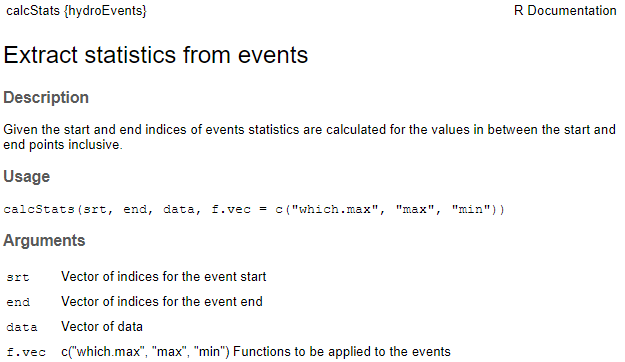 calcStats {hydroEvents} R Documentation
Extract statistics from events
Description
Given the start and end indices of events statistics are calculated for the values in between the start and
end points inclusive.
Usage
calcStats(srt, end, data, f.vec = c("which.max", "max", "min"))
Arguments
srt Vector of indices for the event start
end Vector of indices for the event end
data Vector of data
f.vec c("which.max", "max", "min") Functions to be applied to the events